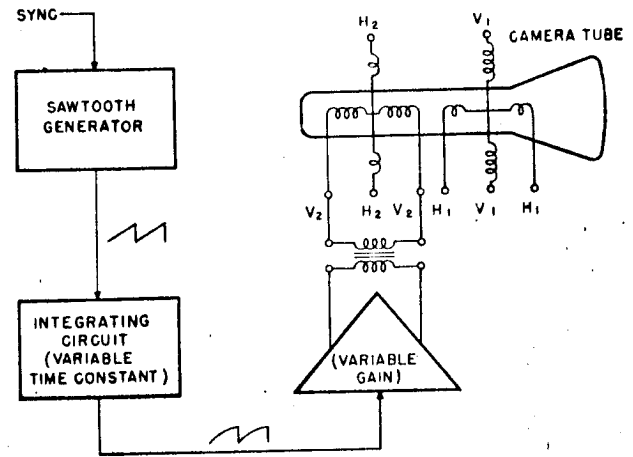 SYNC
SAWTOOTH
GENERATOR
INTEGRATING
CIRCUIT
(VARIABLE
TIME CONSTANT)
(VARIABLE
GAIN)
H2
V1
CAMERA TUBE
V2
H2
V2
H1
V1
H1